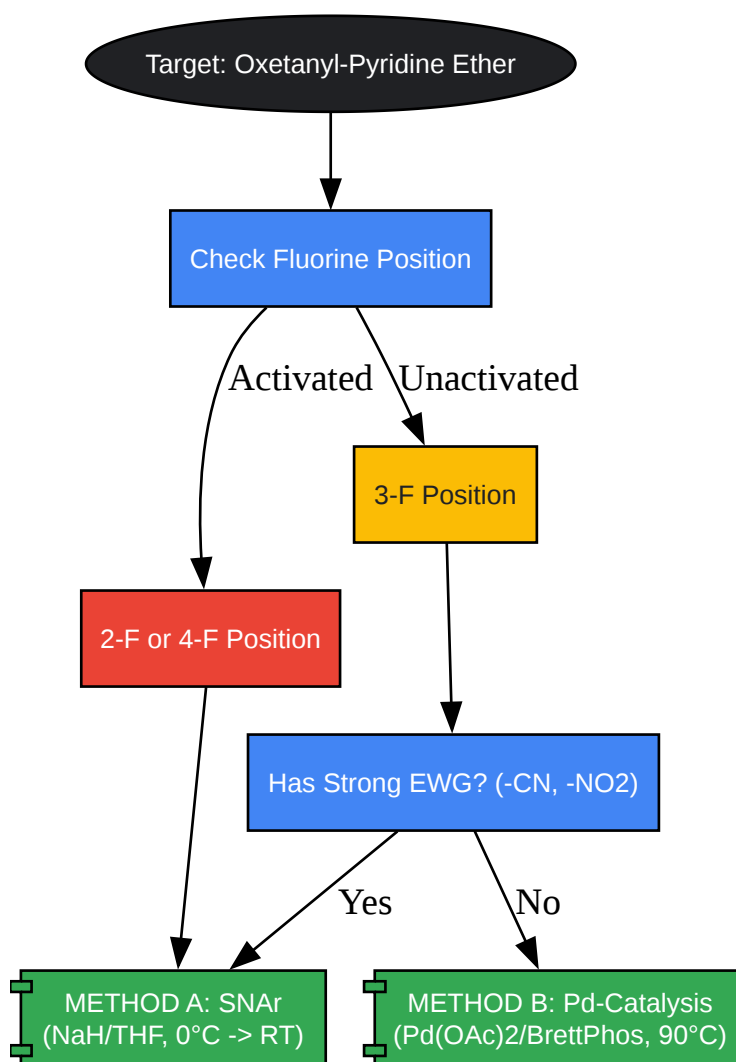 Target: Oxetanyl-Pyridine Ether
Check Fluorine Position
Activated
Unactivated
3-F Position
2-F or 4-F Position
Has Strong EWG? (-CN, -NO2)
Yes
No
METHOD A: SNAr
(NaH/THF, 0°C -> RT)
METHOD B: Pd-Catalysis
(Pd(OAc)2/BrettPhos, 90°C)